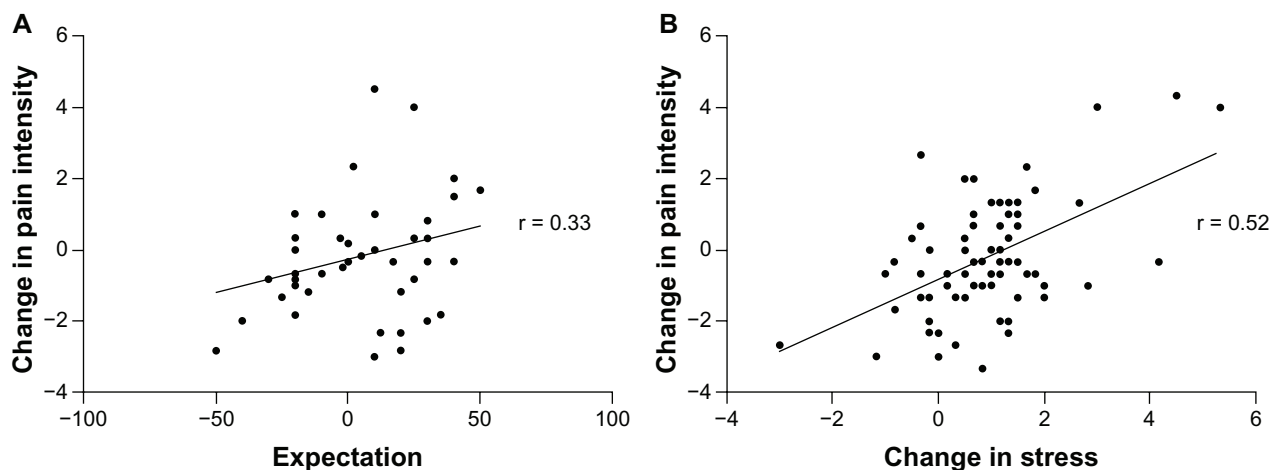 A
Change in pain intensity
6
4
2
0
−2
−4
−100
−50
0
50
100
Expectation
r = 0.33
B
Change in pain intensity
6
4
2
0
−2
−4
−4
−2
0
2
4
6
Change in stress
r = 0.52